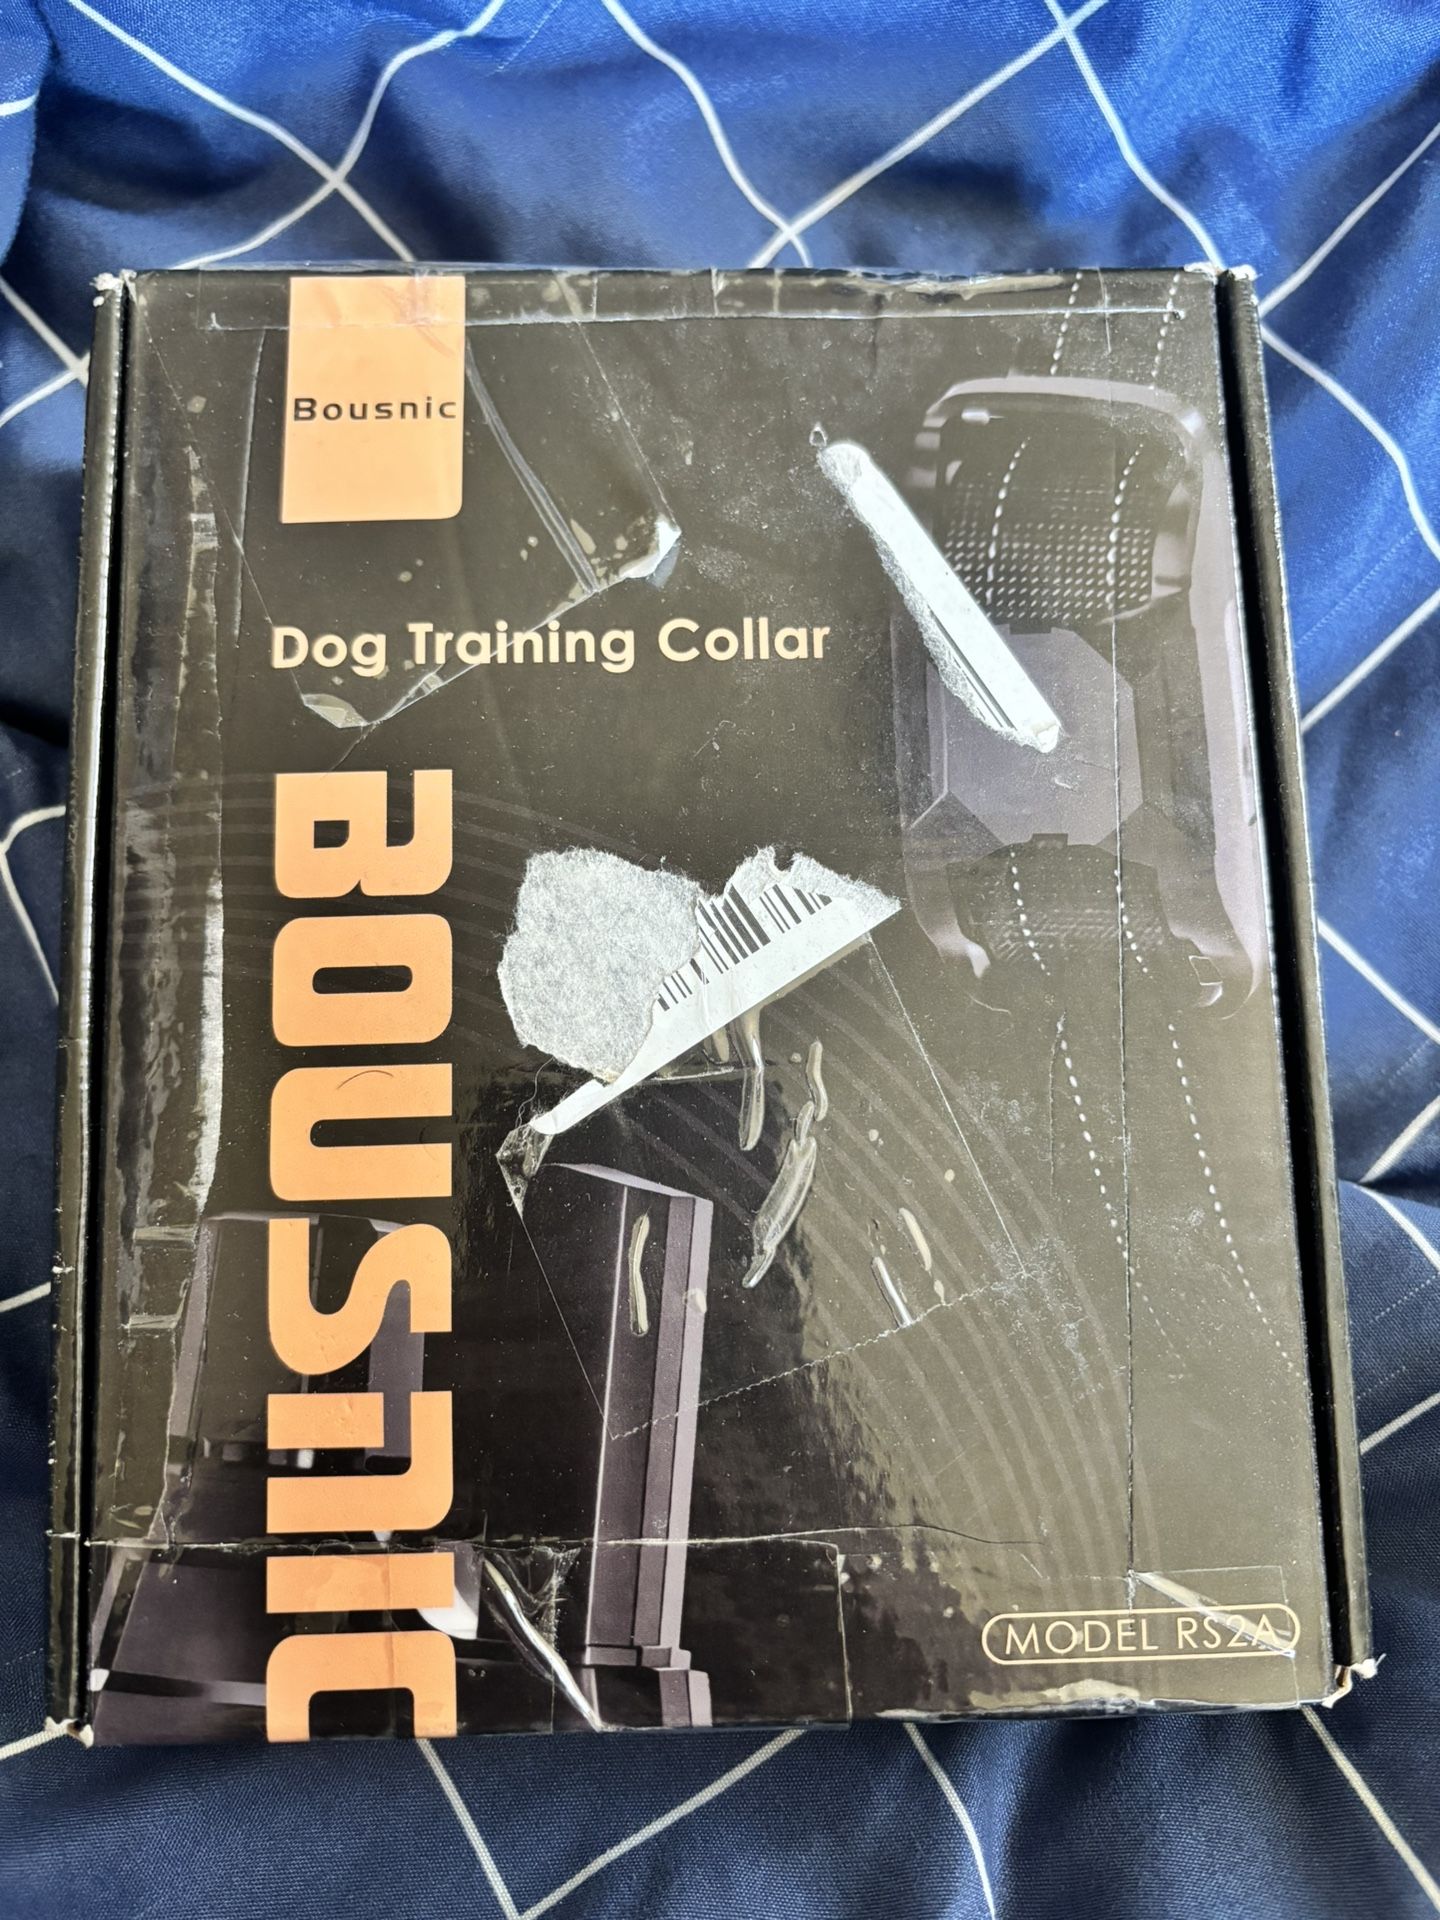 Bousnic
Dog Training Collar
BOUSNIC
MODEL RS2A